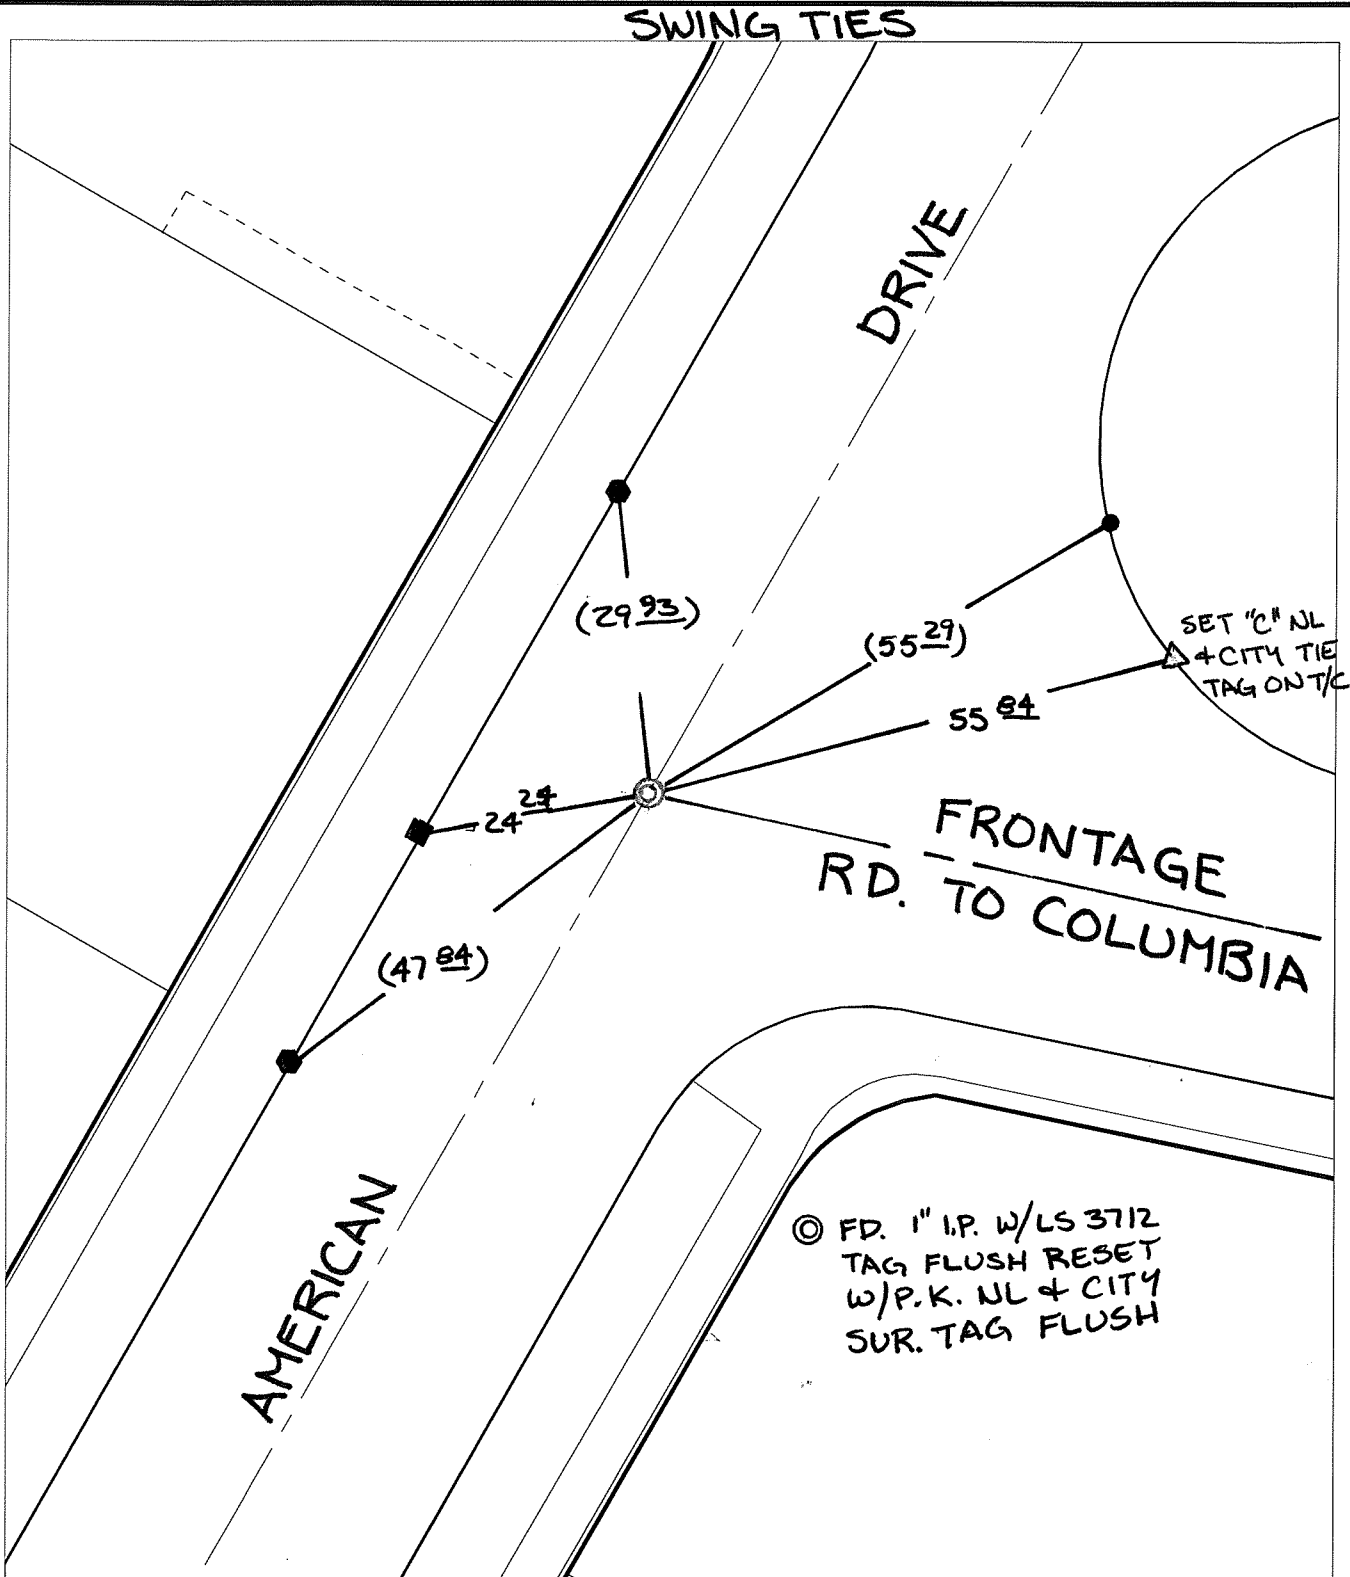 SWING TIES
DRIVE
(29 93)
(55 29)
SET "C" NL
& CITY TIE
TAG ON T/C
55 84
24 24
FRONTAGE
RD. TO COLUMBIA
(47 84)
AMERICAN
FD. 1" I.P. W/LS 3712
TAG FLUSH RESET
W/P.K. NL & CITY
SUR. TAG FLUSH